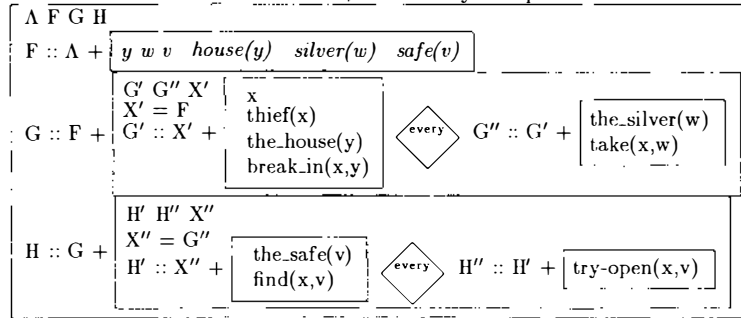 Λ F G H
F :: Λ + y w v house(y) silver(w) safe(v)
G' G'' X'
X' = F
G :: F + G' :: X' + x
thief(x)
the_house(y)
break_in(x,y)
every G'' :: G' + the_silver(w)
take(x,w)
H' H'' X''
X'' = G''
H :: G + H' :: X'' + the_safe(v)
find(x,v)
every H'' :: H' + try-open(x,v)